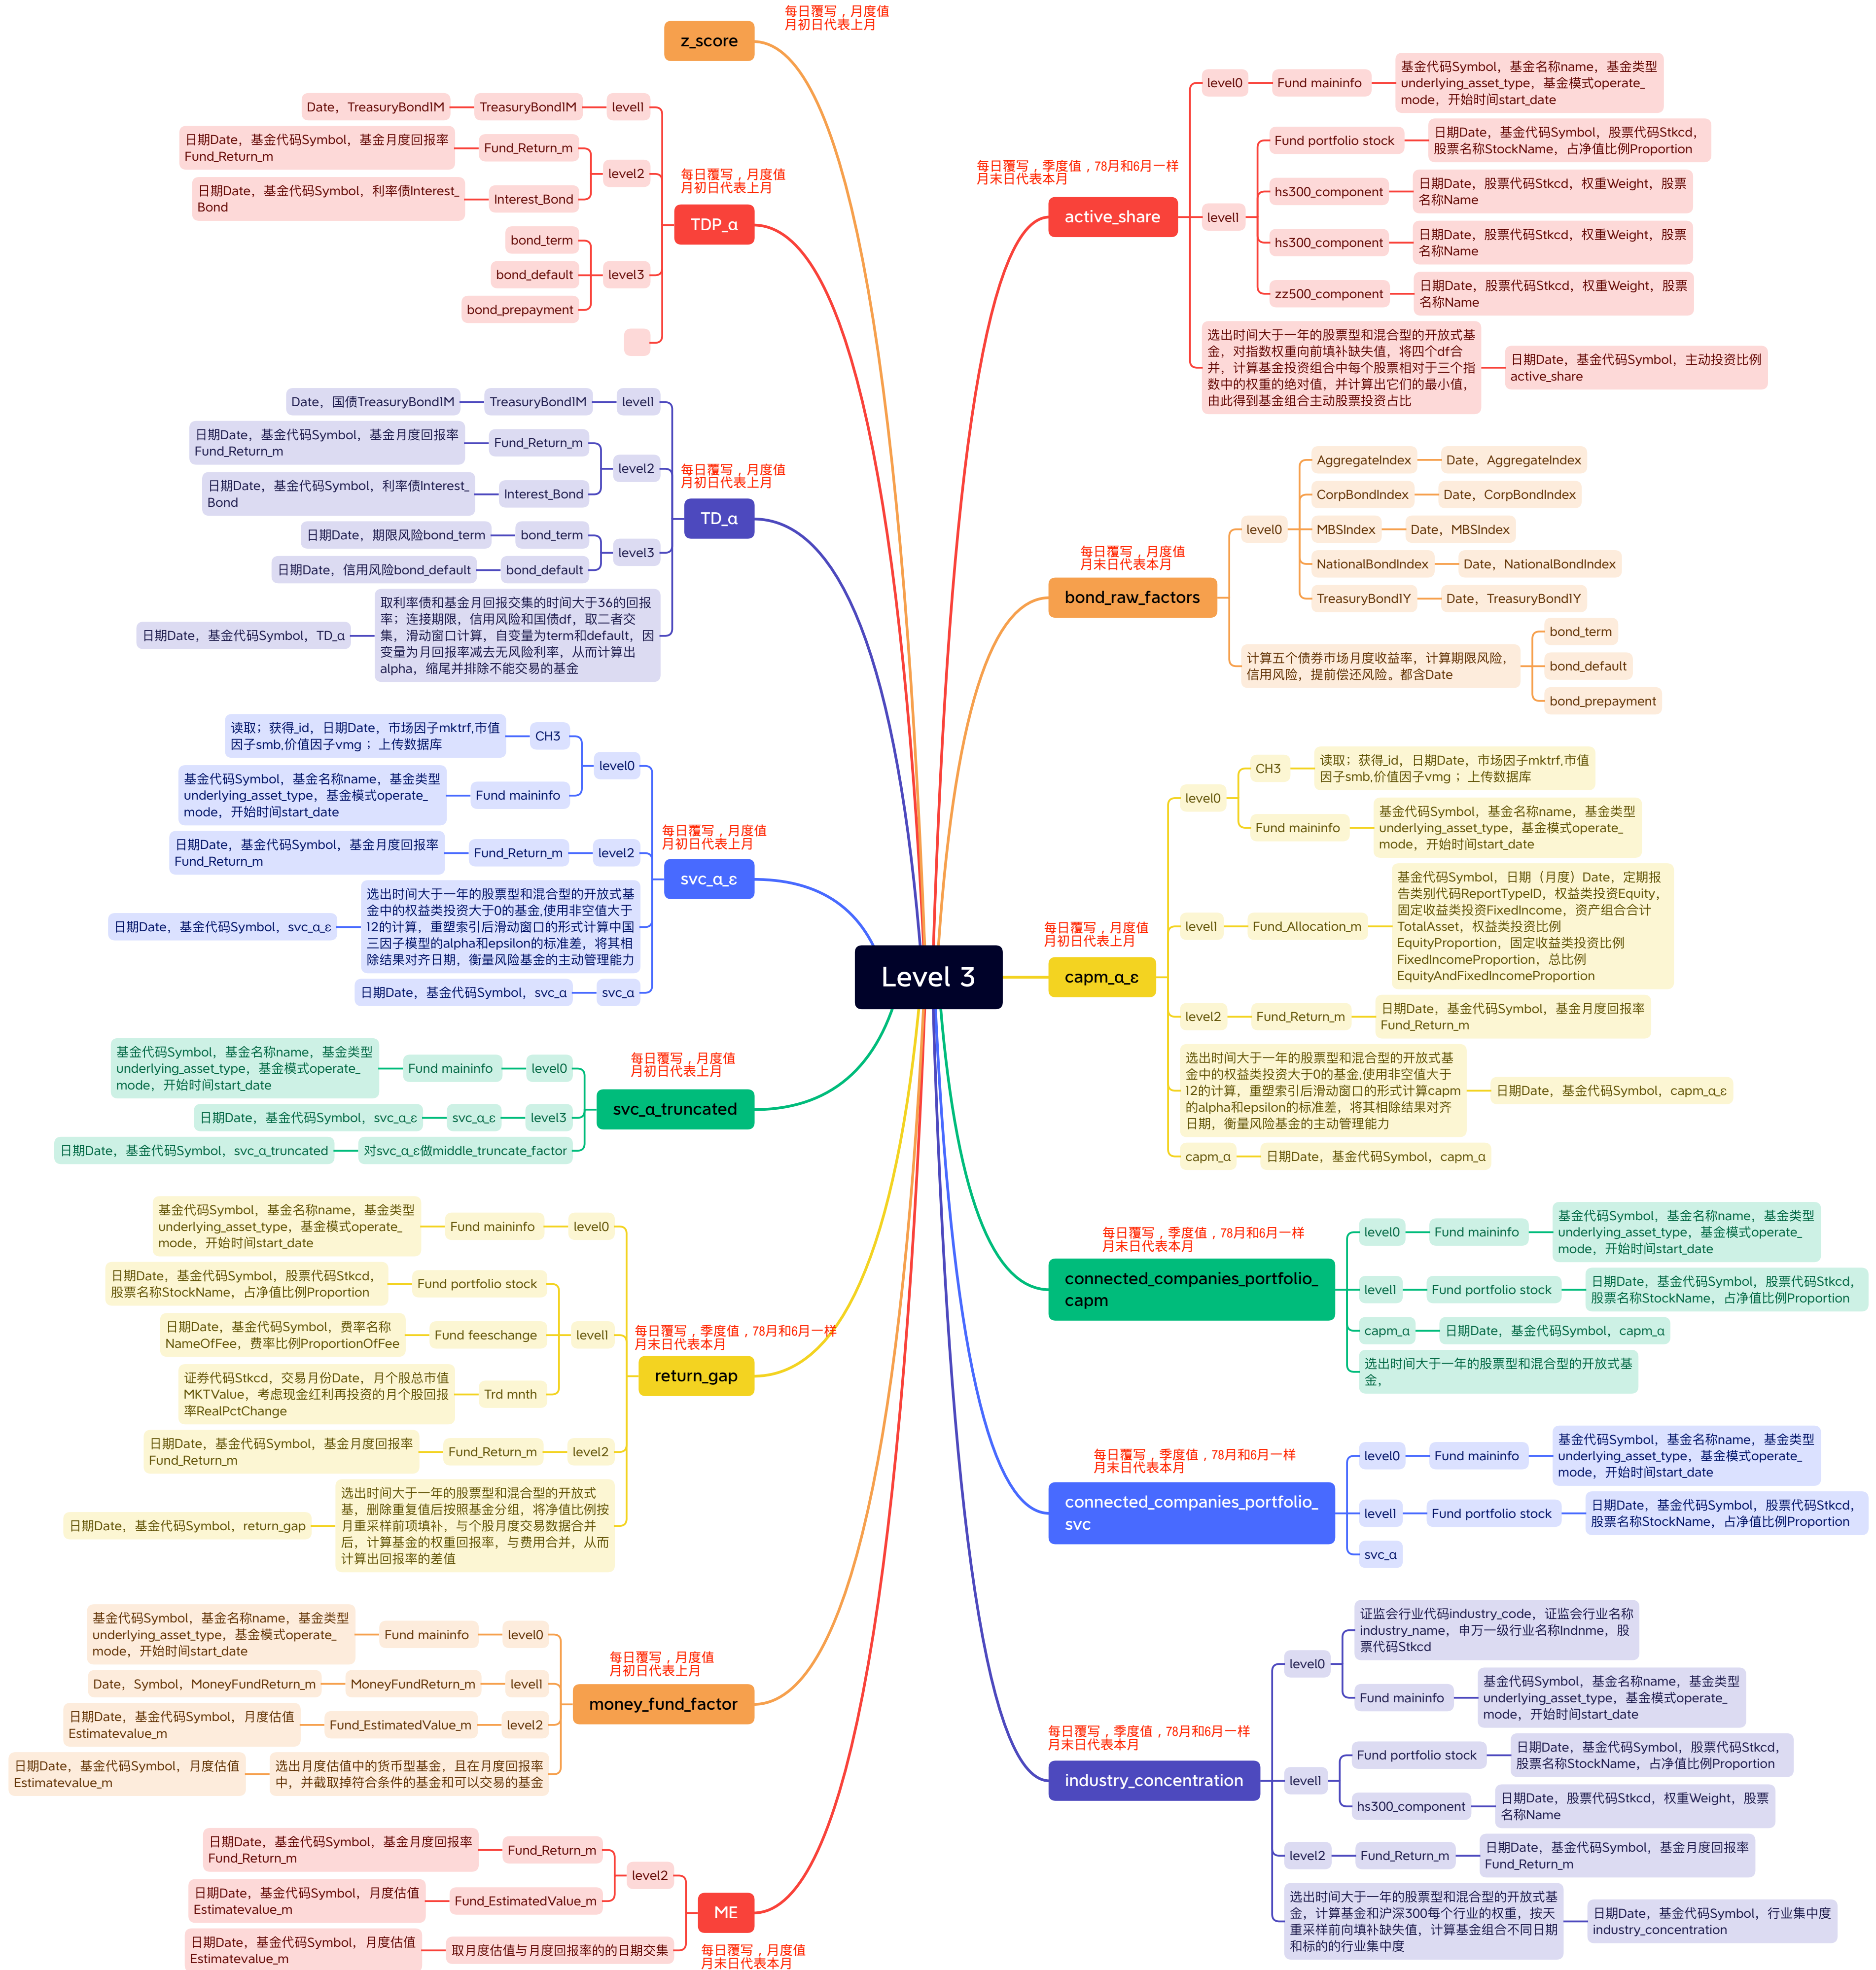 Level 3
每日覆写，月度值
月初日代表上月
z_score
每日覆写，月度值
月初日代表上月
TDP_α
level1
TreasuryBond1M
Date，TreasuryBond1M
level2
Fund_Return_m
日期Date，基金代码Symbol，基金月度回报率
Fund_Return_m
Interest_Bond
日期Date，基金代码Symbol，利率债Interest_
Bond
level3
bond_term
bond_default
bond_prepayment
每日覆写，月度值
月初日代表上月
TD_α
level1
TreasuryBond1M
Date，国债TreasuryBond1M
level2
Fund_Return_m
日期Date，基金代码Symbol，基金月度回报率
Fund_Return_m
Interest_Bond
日期Date，基金代码Symbol，利率债Interest_
Bond
level3
bond_term
日期Date，期限风险bond_term
bond_default
日期Date，信用风险bond_default
取利率债和基金月回报交集的时间大于36的回报
率；连接期限，信用风险和国债df，取二者交
集，滑动窗口计算，自变量为term和default，因
变量为月回报率减去无风险利率，从而计算出
alpha，缩尾并排除不能交易的基金
日期Date，基金代码Symbol，TD_α
每日覆写，月度值
月初日代表上月
svc_α_ε
level0
CH3
读取；获得_id，日期Date，市场因子mktrf,市值
因子smb,价值因子vmg ；上传数据库
Fund maininfo
基金代码Symbol，基金名称name，基金类型
underlying_asset_type，基金模式operate_
mode，开始时间start_date
level2
Fund_Return_m
日期Date，基金代码Symbol，基金月度回报率
Fund_Return_m
选出时间大于一年的股票型和混合型的开放式基
金中的权益类投资大于0的基金,使用非空值大于
12的计算，重塑索引后滑动窗口的形式计算中国
三因子模型的alpha和epsilon的标准差，将其相
除结果对齐日期，衡量风险基金的主动管理能力
日期Date，基金代码Symbol，svc_α_ε
svc_α
日期Date，基金代码Symbol，svc_α
每日覆写，月度值
月初日代表上月
svc_α_truncated
level0
Fund maininfo
基金代码Symbol，基金名称name，基金类型
underlying_asset_type，基金模式operate_
mode，开始时间start_date
level3
svc_α_ε
日期Date，基金代码Symbol，svc_α_ε
对svc_α_ε做middle_truncate_factor
日期Date，基金代码Symbol，svc_α_truncated
每日覆写，季度值，78月和6月一样
月末日代表本月
return_gap
level0
Fund maininfo
基金代码Symbol，基金名称name，基金类型
underlying_asset_type，基金模式operate_
mode，开始时间start_date
level1
Fund portfolio stock
日期Date，基金代码Symbol，股票代码Stkcd，
股票名称StockName，占净值比例Proportion
Fund feeschange
日期Date，基金代码Symbol，费率名称
NameOfFee，费率比例ProportionOfFee
Trd mnth
证券代码Stkcd，交易月份Date，月个股总市值
MKTValue，考虑现金红利再投资的月个股回报
率RealPctChange
level2
Fund_Return_m
日期Date，基金代码Symbol，基金月度回报率
Fund_Return_m
选出时间大于一年的股票型和混合型的开放式
基，删除重复值后按照基金分组，将净值比例按
月重采样前项填补，与个股月度交易数据合并
后，计算基金的权重回报率，与费用合并，从而
计算出回报率的差值
日期Date，基金代码Symbol，return_gap
每日覆写，月度值
月初日代表上月
money_fund_factor
level0
Fund maininfo
基金代码Symbol，基金名称name，基金类型
underlying_asset_type，基金模式operate_
mode，开始时间start_date
level1
MoneyFundReturn_m
Date，Symbol，MoneyFundReturn_m
level2
Fund_EstimatedValue_m
日期Date，基金代码Symbol，月度估值
Estimatevalue_m
选出月度估值中的货币型基金，且在月度回报率
中，并截取掉符合条件的基金和可以交易的基金
日期Date，基金代码Symbol，月度估值
Estimatevalue_m
ME
每日覆写，月度值
月末日代表本月
level2
Fund_Return_m
日期Date，基金代码Symbol，基金月度回报率
Fund_Return_m
Fund_EstimatedValue_m
日期Date，基金代码Symbol，月度估值
Estimatevalue_m
取月度估值与月度回报率的的日期交集
日期Date，基金代码Symbol，月度估值
Estimatevalue_m
每日覆写，季度值，78月和6月一样
月末日代表本月
active_share
level0
Fund maininfo
基金代码Symbol，基金名称name，基金类型
underlying_asset_type，基金模式operate_
mode，开始时间start_date
level1
Fund portfolio stock
日期Date，基金代码Symbol，股票代码Stkcd，
股票名称StockName，占净值比例Proportion
hs300_component
日期Date，股票代码Stkcd，权重Weight，股票
名称Name
hs300_component
日期Date，股票代码Stkcd，权重Weight，股票
名称Name
zz500_component
日期Date，股票代码Stkcd，权重Weight，股票
名称Name
选出时间大于一年的股票型和混合型的开放式基
金，对指数权重向前填补缺失值，将四个df合
并，计算基金投资组合中每个股票相对于三个指
数中的权重的绝对值，并计算出它们的最小值，
由此得到基金组合主动股票投资占比
日期Date，基金代码Symbol，主动投资比例
active_share
每日覆写，月度值
月末日代表本月
bond_raw_factors
level0
AggregateIndex
Date，AggregateIndex
CorpBondIndex
Date，CorpBondIndex
MBSIndex
Date，MBSIndex
NationalBondIndex
Date，NationalBondIndex
TreasuryBond1Y
Date，TreasuryBond1Y
计算五个债券市场月度收益率，计算期限风险，
信用风险，提前偿还风险。都含Date
bond_term
bond_default
bond_prepayment
每日覆写，月度值
月初日代表上月
capm_α_ε
level0
CH3
读取；获得_id，日期Date，市场因子mktrf,市值
因子smb,价值因子vmg ；上传数据库
Fund maininfo
基金代码Symbol，基金名称name，基金类型
underlying_asset_type，基金模式operate_
mode，开始时间start_date
level1
Fund_Allocation_m
基金代码Symbol，日期（月度）Date，定期报
告类别代码ReportTypeID，权益类投资Equity，
固定收益类投资FixedIncome，资产组合合计
TotalAsset，权益类投资比例
EquityProportion，固定收益类投资比例
FixedIncomeProportion，总比例
EquityAndFixedIncomeProportion
level2
Fund_Return_m
日期Date，基金代码Symbol，基金月度回报率
Fund_Return_m
选出时间大于一年的股票型和混合型的开放式基
金中的权益类投资大于0的基金,使用非空值大于
12的计算，重塑索引后滑动窗口的形式计算capm
的alpha和epsilon的标准差，将其相除结果对齐
日期，衡量风险基金的主动管理能力
日期Date，基金代码Symbol，capm_α_ε
capm_α
日期Date，基金代码Symbol，capm_α
每日覆写，季度值，78月和6月一样
月末日代表本月
connected_companies_portfolio_
capm
level0
Fund maininfo
基金代码Symbol，基金名称name，基金类型
underlying_asset_type，基金模式operate_
mode，开始时间start_date
level1
Fund portfolio stock
日期Date，基金代码Symbol，股票代码Stkcd，
股票名称StockName，占净值比例Proportion
capm_α
日期Date，基金代码Symbol，capm_α
选出时间大于一年的股票型和混合型的开放式基
金，
每日覆写，季度值，78月和6月一样
月末日代表本月
connected_companies_portfolio_
svc
level0
Fund maininfo
基金代码Symbol，基金名称name，基金类型
underlying_asset_type，基金模式operate_
mode，开始时间start_date
level1
Fund portfolio stock
日期Date，基金代码Symbol，股票代码Stkcd，
股票名称StockName，占净值比例Proportion
svc_α
每日覆写，季度值，78月和6月一样
月末日代表本月
industry_concentration
level0
证监会行业代码industry_code，证监会行业名称
industry_name，申万一级行业名称Indnme，股
票代码Stkcd
Fund maininfo
基金代码Symbol，基金名称name，基金类型
underlying_asset_type，基金模式operate_
mode，开始时间start_date
level1
Fund portfolio stock
日期Date，基金代码Symbol，股票代码Stkcd，
股票名称StockName，占净值比例Proportion
hs300_component
日期Date，股票代码Stkcd，权重Weight，股票
名称Name
level2
Fund_Return_m
日期Date，基金代码Symbol，基金月度回报率
Fund_Return_m
选出时间大于一年的股票型和混合型的开放式基
金，计算基金和沪深300每个行业的权重，按天
重采样前向填补缺失值，计算基金组合不同日期
和标的的行业集中度
日期Date，基金代码Symbol，行业集中度
industry_concentration